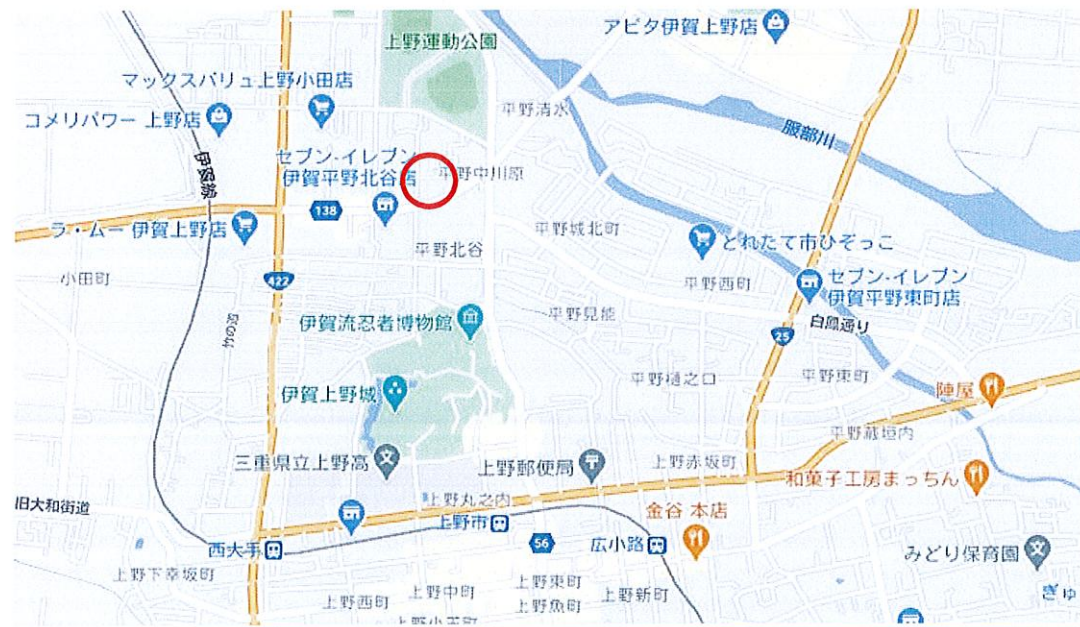 アピタ伊賀上野店
上野運動公園
マックスバリュ上野小田店
コメリパワー 上野店
平野清水
服部川
伊賀線
セブン-イレブン
伊賀平野北谷店
平野中川原
138
ラ・ムー 伊賀上野店
平野城北町
とれたて市ひぞっこ
平野北谷
小田町
422
平野西町
セブン-イレブン
伊賀平野東町店
伊賀流忍者博物館
平野見能
白鳳通り
25
伊賀上野城
平野樋之口
平野東町
陣屋
平野蔵垣内
三重県立上野高
上野郵便局
上野赤坂町
和菓子工房まっちん
旧大和街道
上野丸之内
上野市
金谷 本店
西大手
56
広小路
みどり保育園
上野下幸坂町
上野西町
上野中町
上野東町
上野魚町
上野新町
ぎゅ